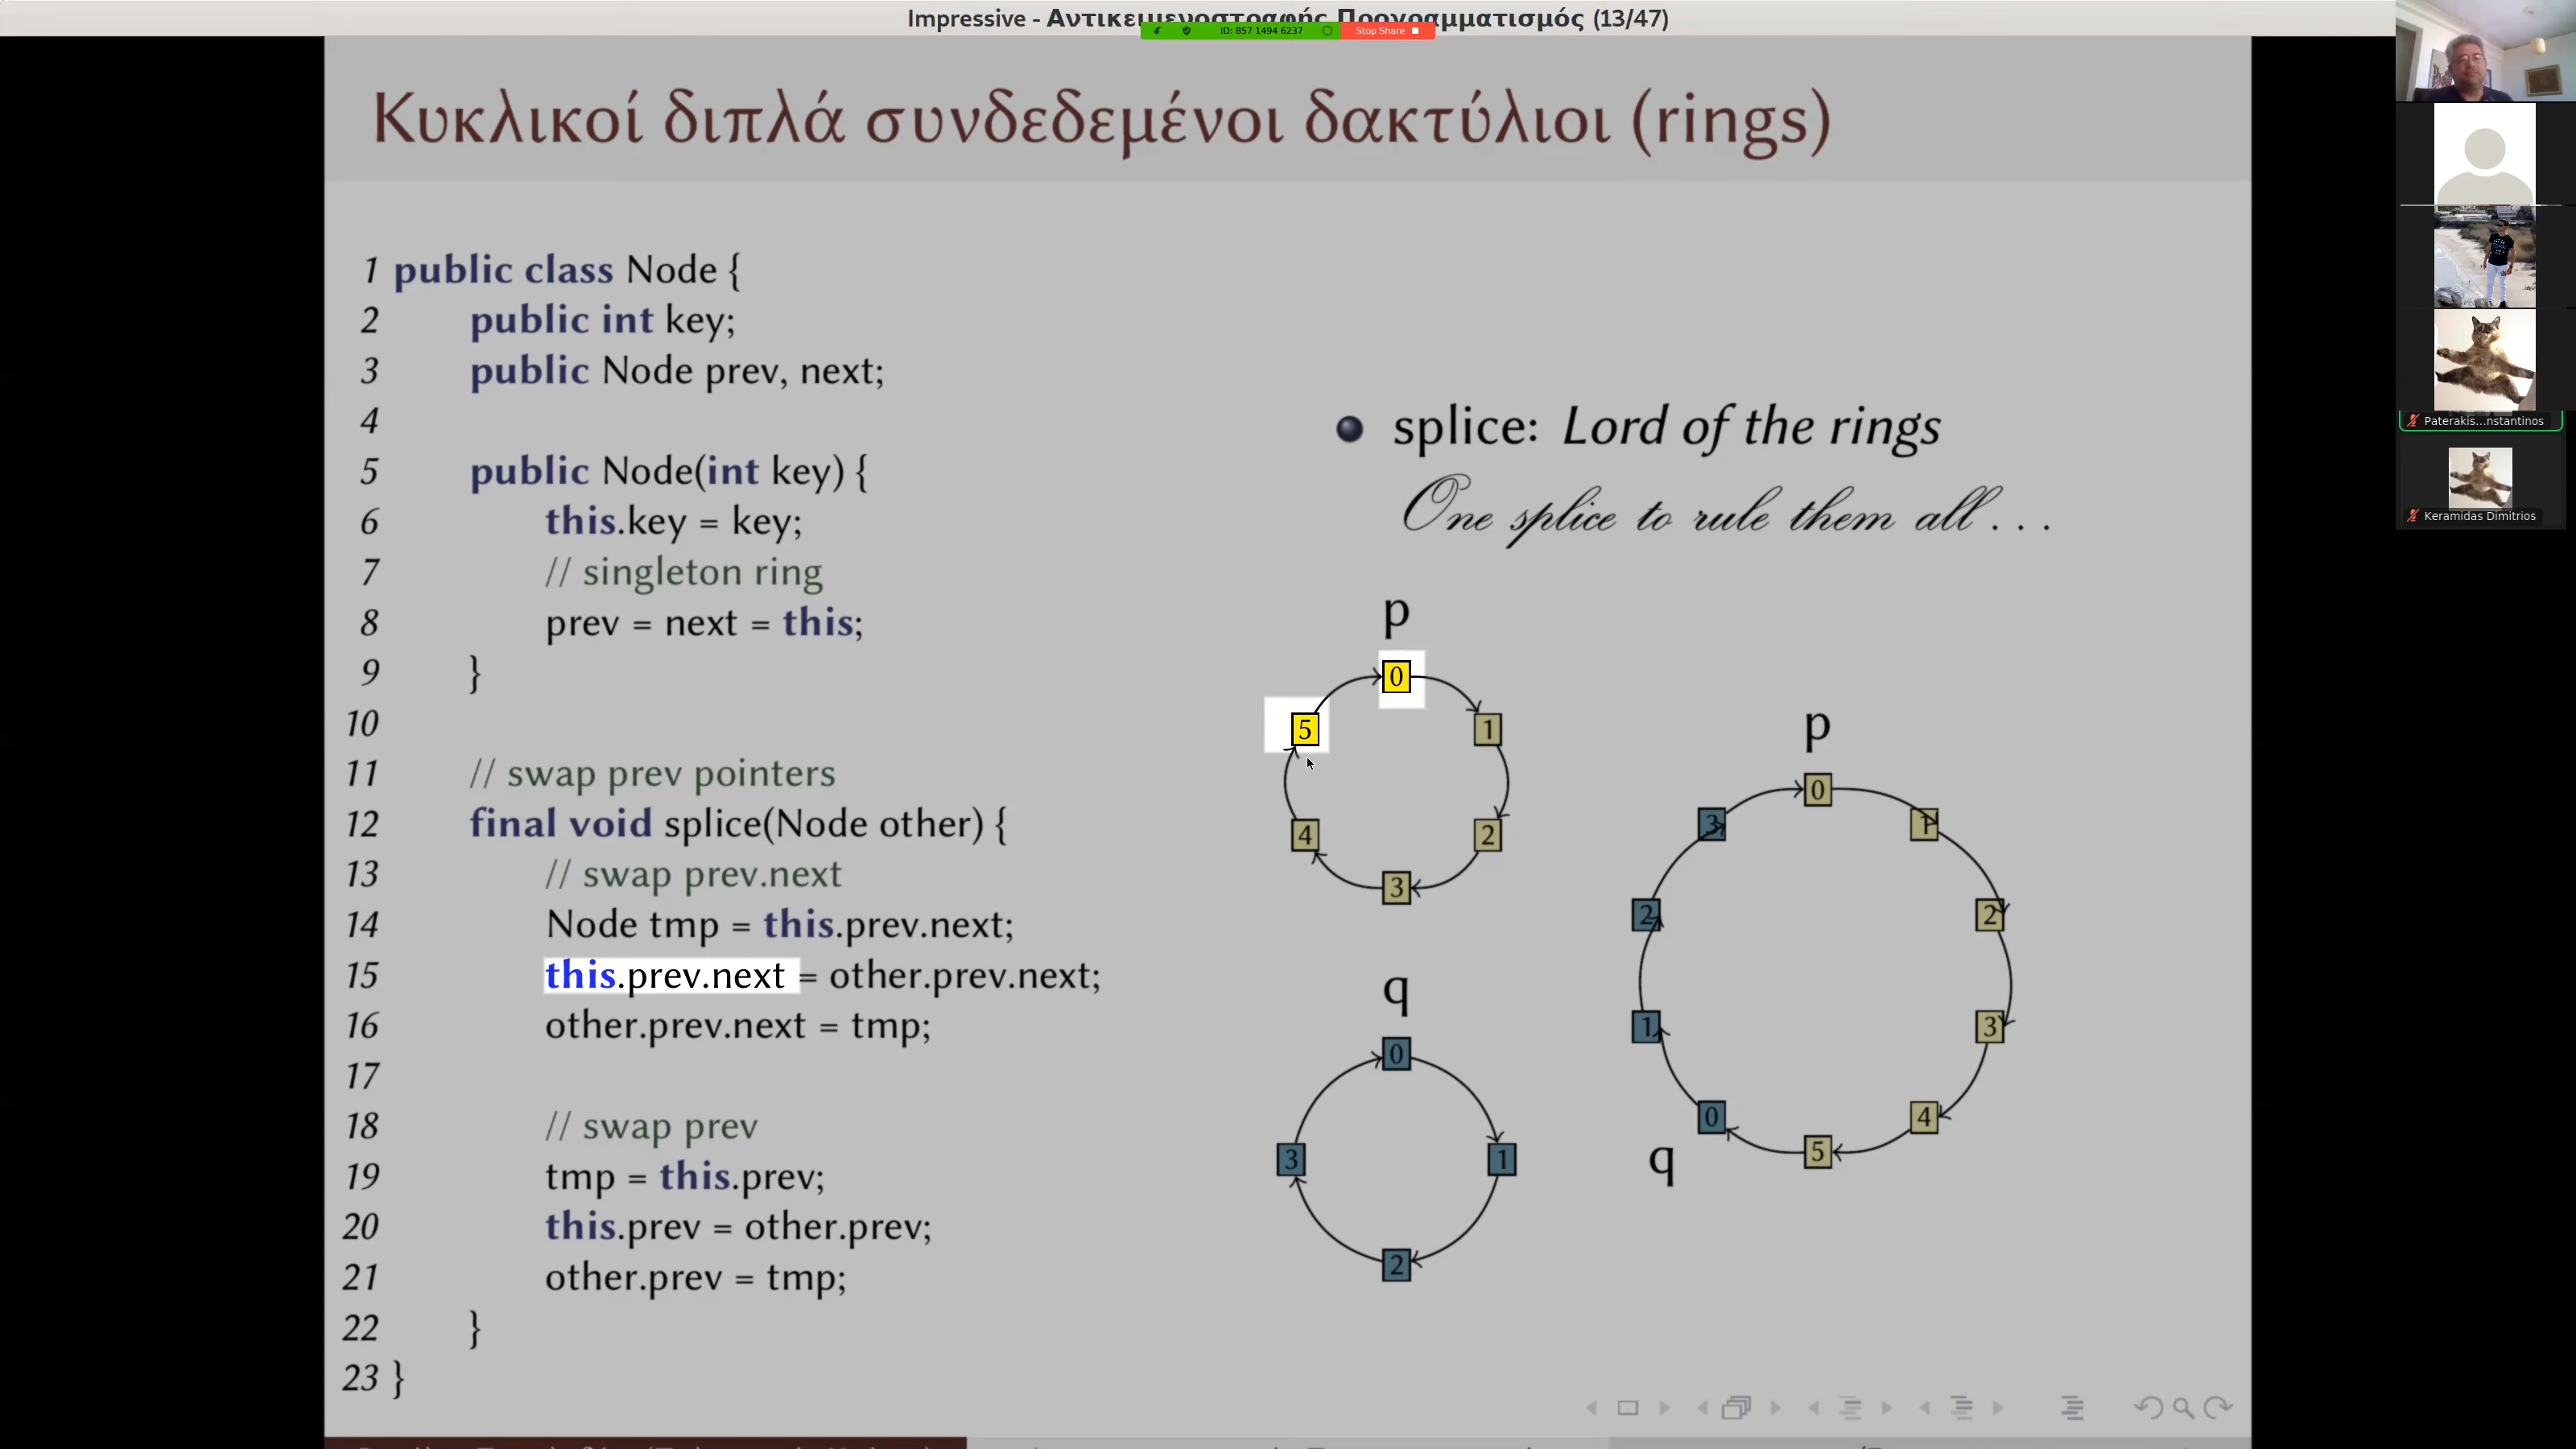 Impressive - Αντικειμενοστραφής Προγραμματισμός (13/47)
ID: 857 1494 6237
Stop Share
Κυκλικοί διπλά συνδεδεμένοι δακτύλιοι (rings)
1 public class Node {
2 public int key;
3 public Node prev, next;
4
5 public Node(int key) {
6 this.key = key;
7 // singleton ring
8 prev = next = this;
9 }
10
11 // swap prev pointers
12 final void splice(Node other) {
13 // swap prev.next
14 Node tmp = this.prev.next;
15 this.prev.next = other.prev.next;
16 other.prev.next = tmp;
17
18 // swap prev
19 tmp = this.prev;
20 this.prev = other.prev;
21 other.prev = tmp;
22 }
23 }
splice: Lord of the rings
One splice to rule them all . . .
p
0
5 1
4 2
3
q
0
3 1
2
p
0
3 1
2 2
1 3
0 4
5
q
Paterakis...nstantinos
Keramidas Dimitrios